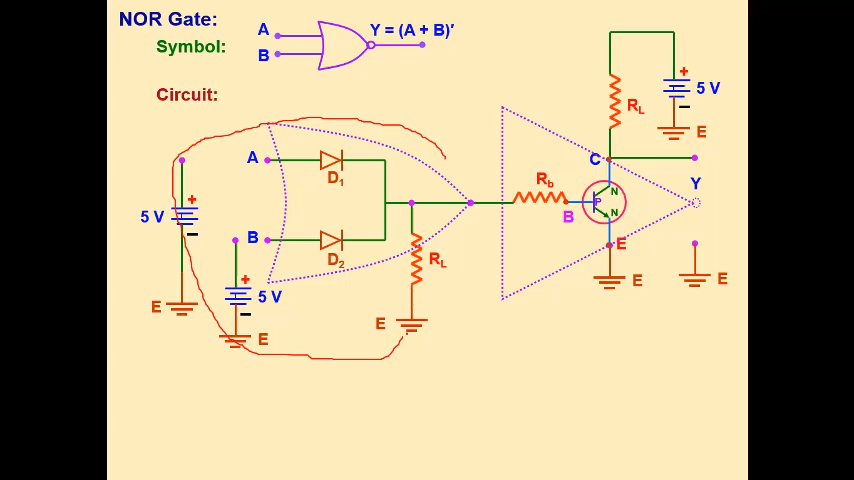 NOR Gate:
Symbol:
A
B
Y = (A + B)′
Circuit:
+
5 V
−
E
+
5 V
−
E
A
D1
B
D2
RL
E
Rb
B
C
N
P
N
E
E
RL
+
5 V
−
E
Y
E